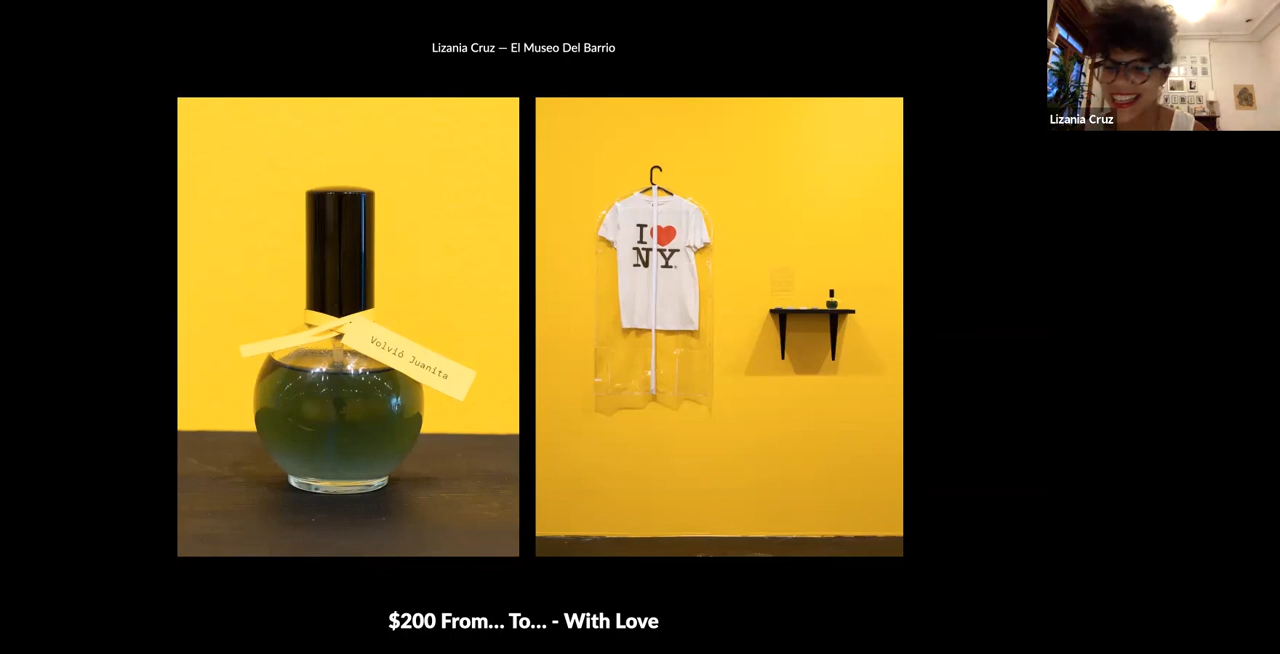 Lizania Cruz — El Museo Del Barrio
Lizania Cruz
Volvió Juanita
I ❤
NY
$200 From... To... - With Love